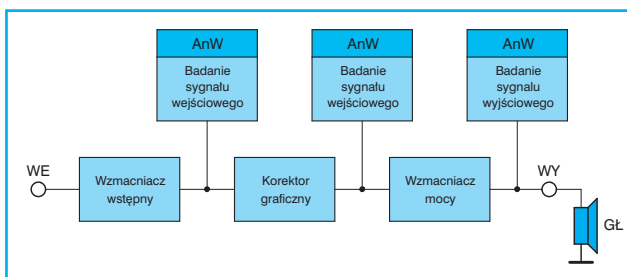 AnW
Badanie
sygnału
wejściowego
AnW
Badanie
sygnału
wejściowego
AnW
Badanie
sygnału
wyjściowego
WE
Wzmacniacz
wstępny
Korektor
graficzny
Wzmacniacz
mocy
WY
GŁ